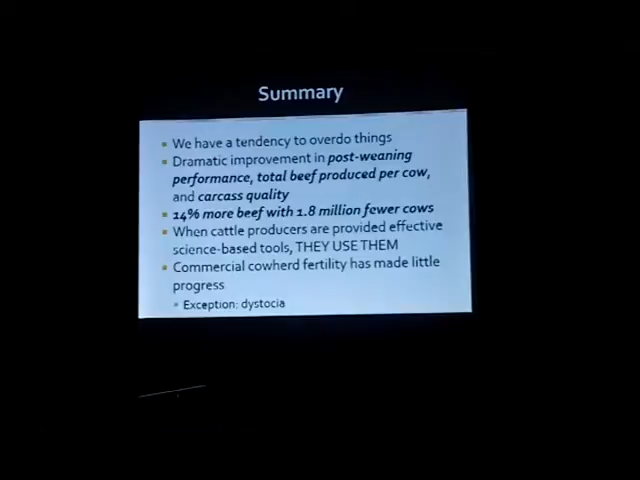 Summary
We have a tendency to overdo things
Dramatic improvement in post-weaning
performance, total beef produced per cow,
and carcass quality
14% more beef with 1.8 million fewer cows
When cattle producers are provided effective
science-based tools, THEY USE THEM
Commercial cowherd fertility has made little
progress
Exception: dystocia